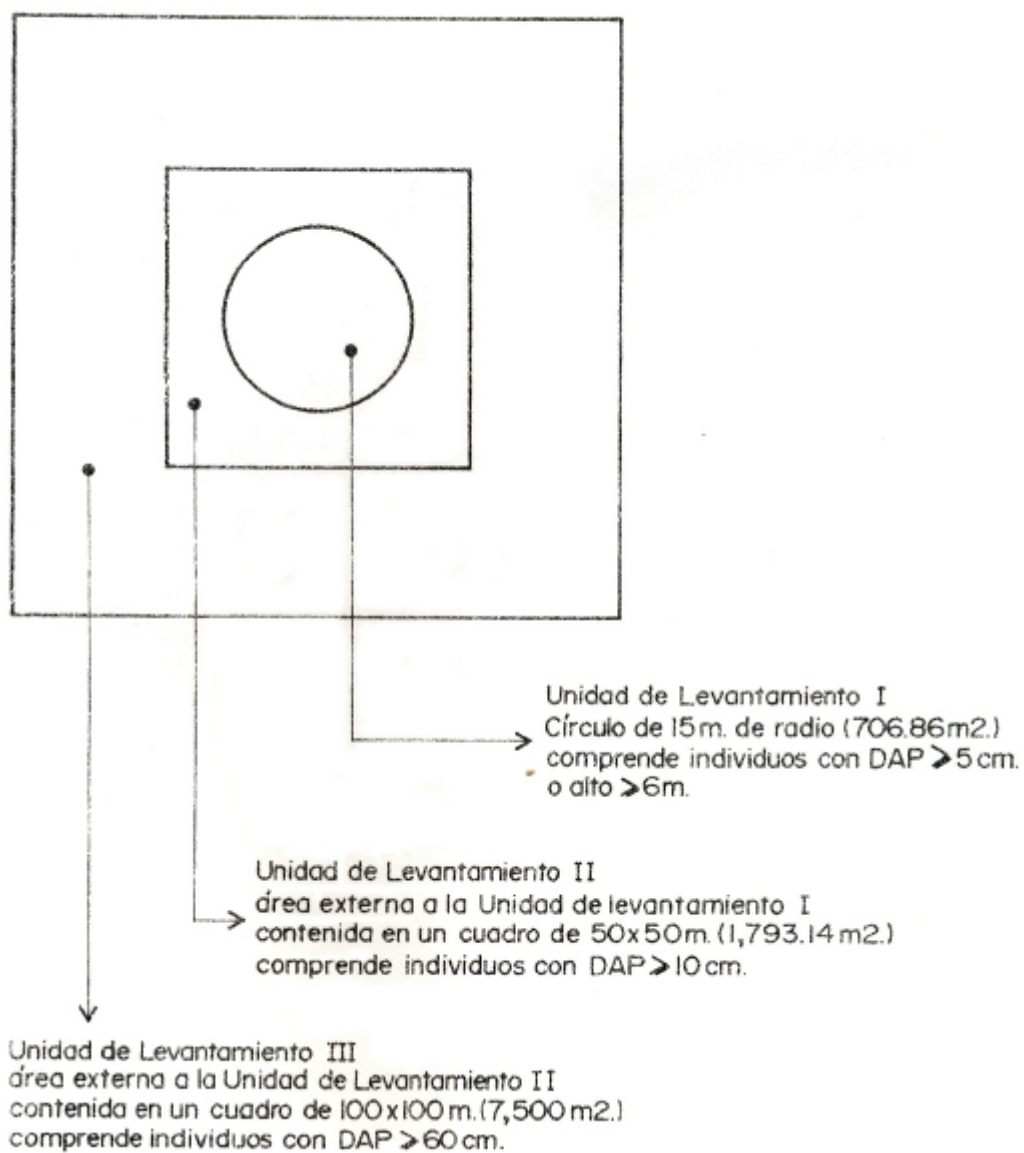 Unidad de Levantamiento I
Círculo de 15 m. de radio (706.86 m2.)
comprende individuos con DAP ⩾ 5 cm.
o alto ⩾ 6 m.
Unidad de Levantamiento II
área externa a la Unidad de levantamiento I
contenida en un cuadro de 50 x 50 m. (1,793.14 m2.)
comprende individuos con DAP ⩾ 10 cm.
Unidad de Levantamiento III
área externa a la Unidad de Levantamiento II
contenida en un cuadro de 100 x 100 m. (7,500 m2.)
comprende individuos con DAP ⩾ 60 cm.